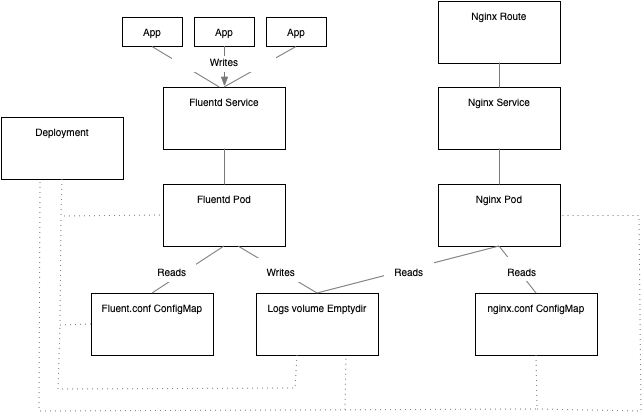 App
App
App
Nginx Route
Writes
Fluentd Service
Nginx Service
Deployment
Fluentd Pod
Nginx Pod
Reads
Writes
Reads
Reads
Fluent.conf ConfigMap
Logs volume Emptydir
nginx.conf ConfigMap